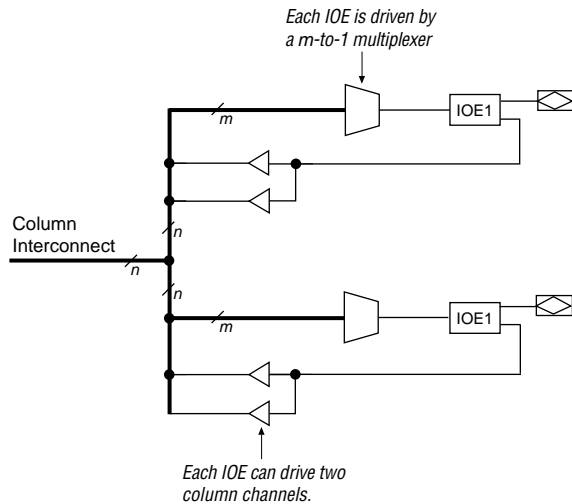 Each IOE is driven by
a m-to-1 multiplexer
m
IOE1
n
Column
Interconnect
n
n
m
IOE1
Each IOE can drive two
column channels.